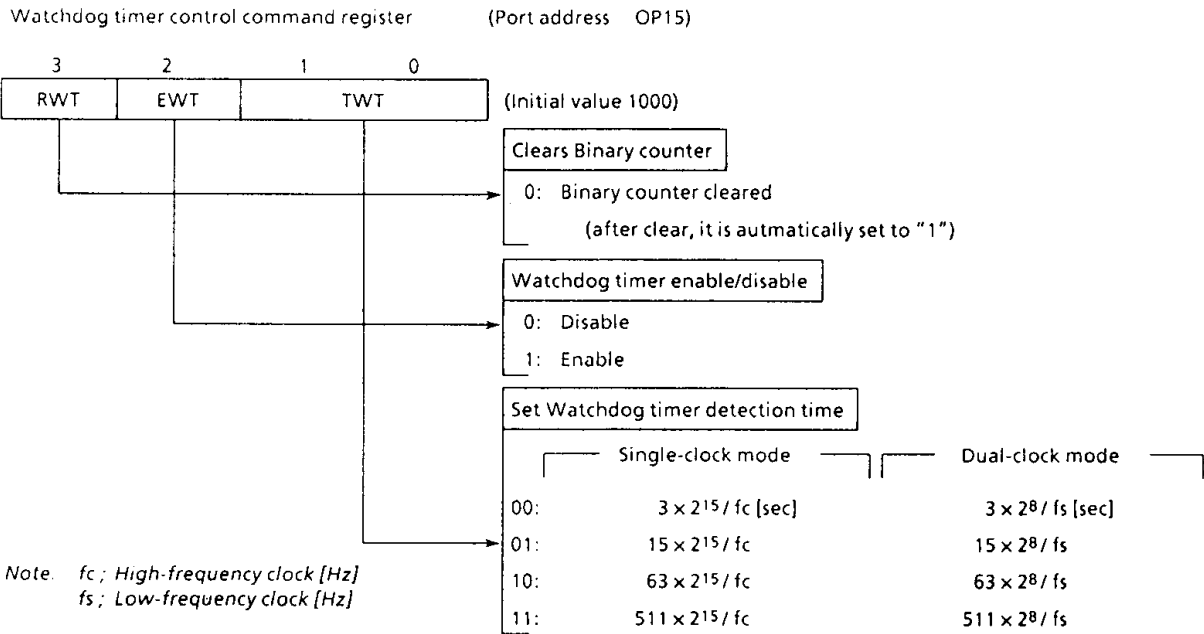 Watchdog timer control command register (Port address OP15)
3 2 1 0
RWT EWT TWT (Initial value 1000)
Clears Binary counter
0: Binary counter cleared
(after clear, it is autmatically set to "1")
Watchdog timer enable/disable
0: Disable
1: Enable
Set Watchdog timer detection time
Single-clock mode Dual-clock mode
00: 3 × 2¹⁵ / fc [sec] 3 × 2⁸ / fs [sec]
01: 15 × 2¹⁵ / fc 15 × 2⁸ / fs
10: 63 × 2¹⁵ / fc 63 × 2⁸ / fs
11: 511 × 2¹⁵ / fc 511 × 2⁸ / fs
Note. fc ; High-frequency clock [Hz]
fs ; Low-frequency clock [Hz]